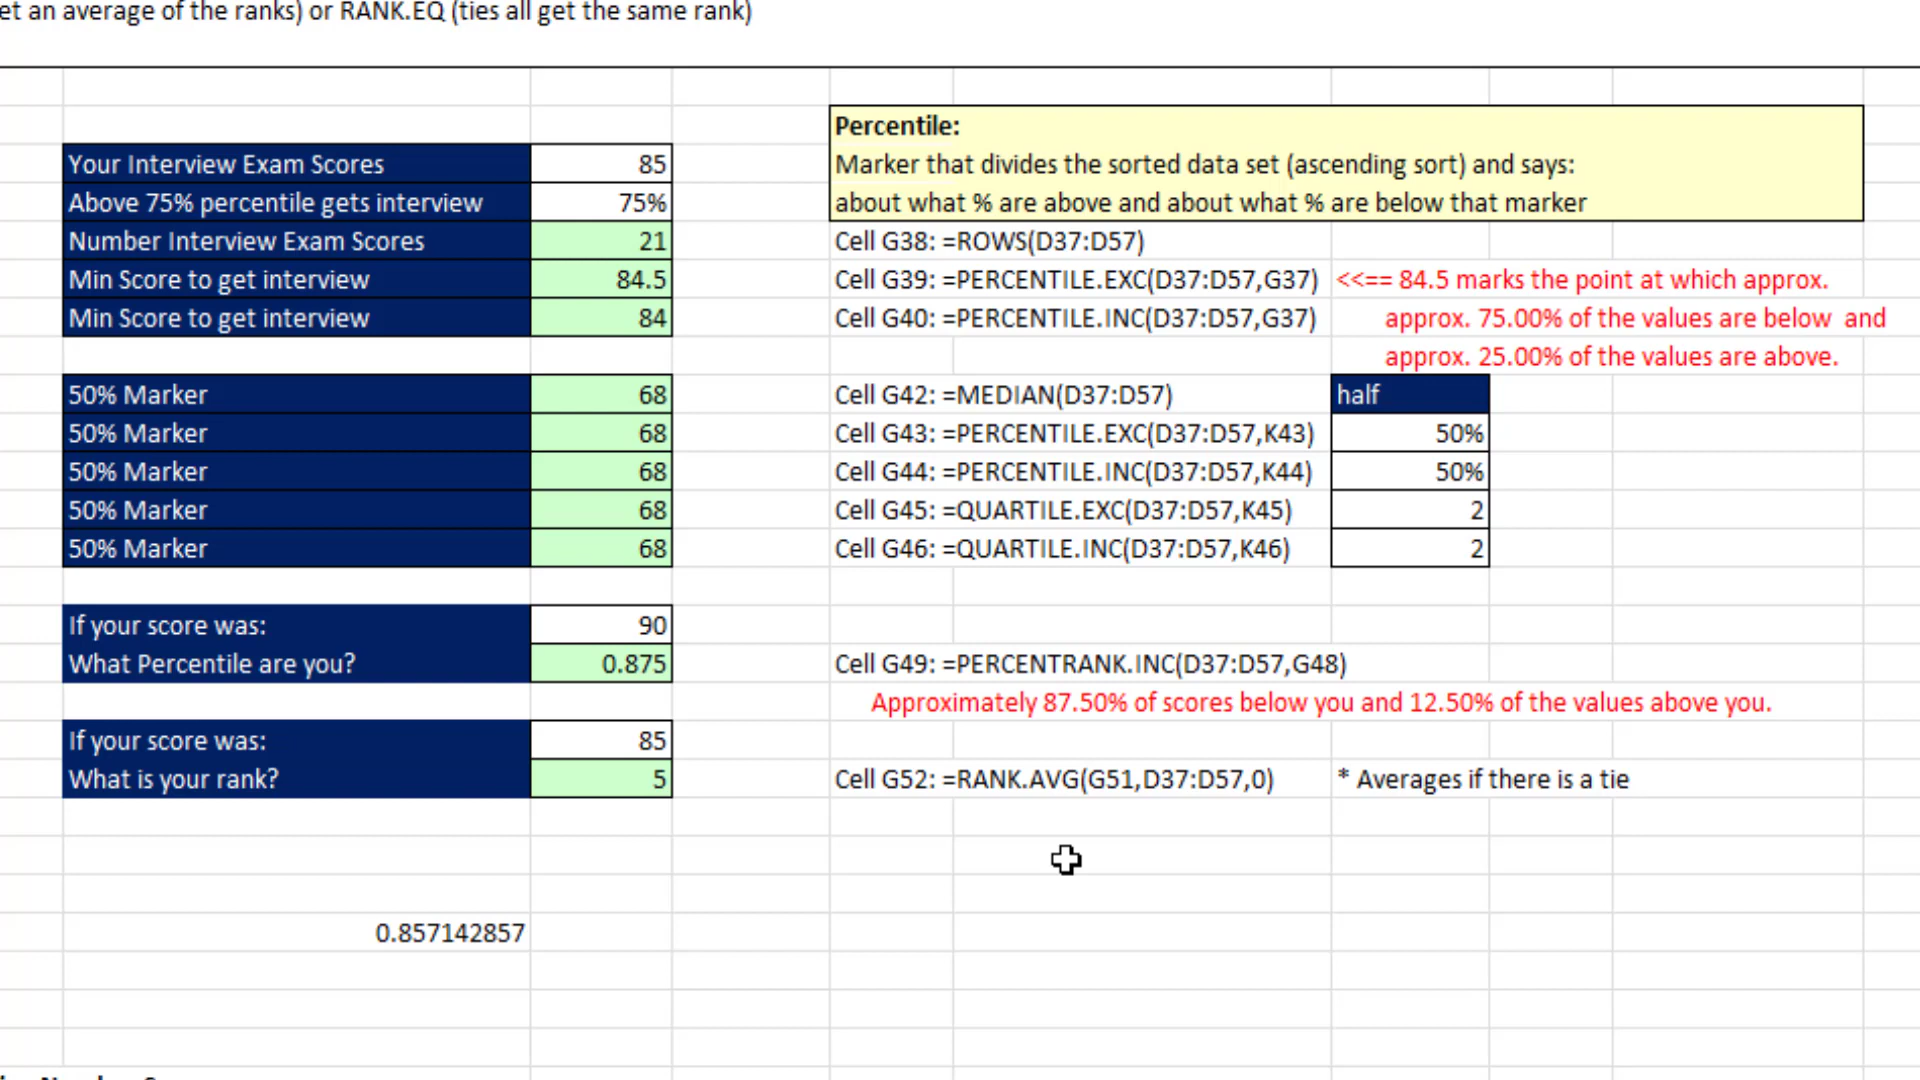 et an average of the ranks) or RANK.EQ (ties all get the same rank)
Percentile:
Your Interview Exam Scores 85 Marker that divides the sorted data set (ascending sort) and says:
Above 75% percentile gets interview 75% about what % are above and about what % are below that marker
Number Interview Exam Scores 21 Cell G38: =ROWS(D37:D57)
Min Score to get interview 84.5 Cell G39: =PERCENTILE.EXC(D37:D57,G37) <<== 84.5 marks the point at which approx.
Min Score to get interview 84 Cell G40: =PERCENTILE.INC(D37:D57,G37) approx. 75.00% of the values are below and
approx. 25.00% of the values are above.
50% Marker 68 Cell G42: =MEDIAN(D37:D57) half
50% Marker 68 Cell G43: =PERCENTILE.EXC(D37:D57,K43) 50%
50% Marker 68 Cell G44: =PERCENTILE.INC(D37:D57,K44) 50%
50% Marker 68 Cell G45: =QUARTILE.EXC(D37:D57,K45) 2
50% Marker 68 Cell G46: =QUARTILE.INC(D37:D57,K46) 2
If your score was: 90
What Percentile are you? 0.875 Cell G49: =PERCENTRANK.INC(D37:D57,G48)
Approximately 87.50% of scores below you and 12.50% of the values above you.
If your score was: 85
What is your rank? 5 Cell G52: =RANK.AVG(G51,D37:D57,0) * Averages if there is a tie
0.857142857